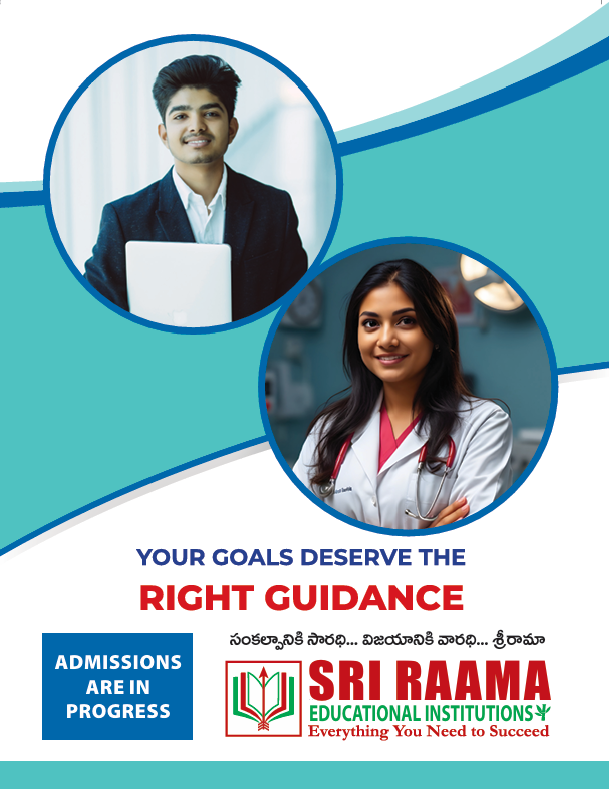 YOUR GOALS DESERVE THE
RIGHT GUIDANCE
సంకల్పానికి సారధి... విజయానికి వారధి... శ్రీరామా
ADMISSIONS
ARE IN
PROGRESS
SRI RAAMA
EDUCATIONAL INSTITUTIONS
Everything You Need to Succeed